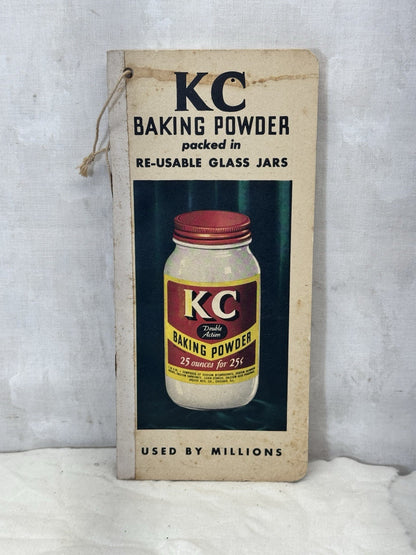 KC
BAKING POWDER
packed in
RE-USABLE GLASS JARS
KC
Double
Action
BAKING POWDER
25 ounces for 25¢
USED BY MILLIONS